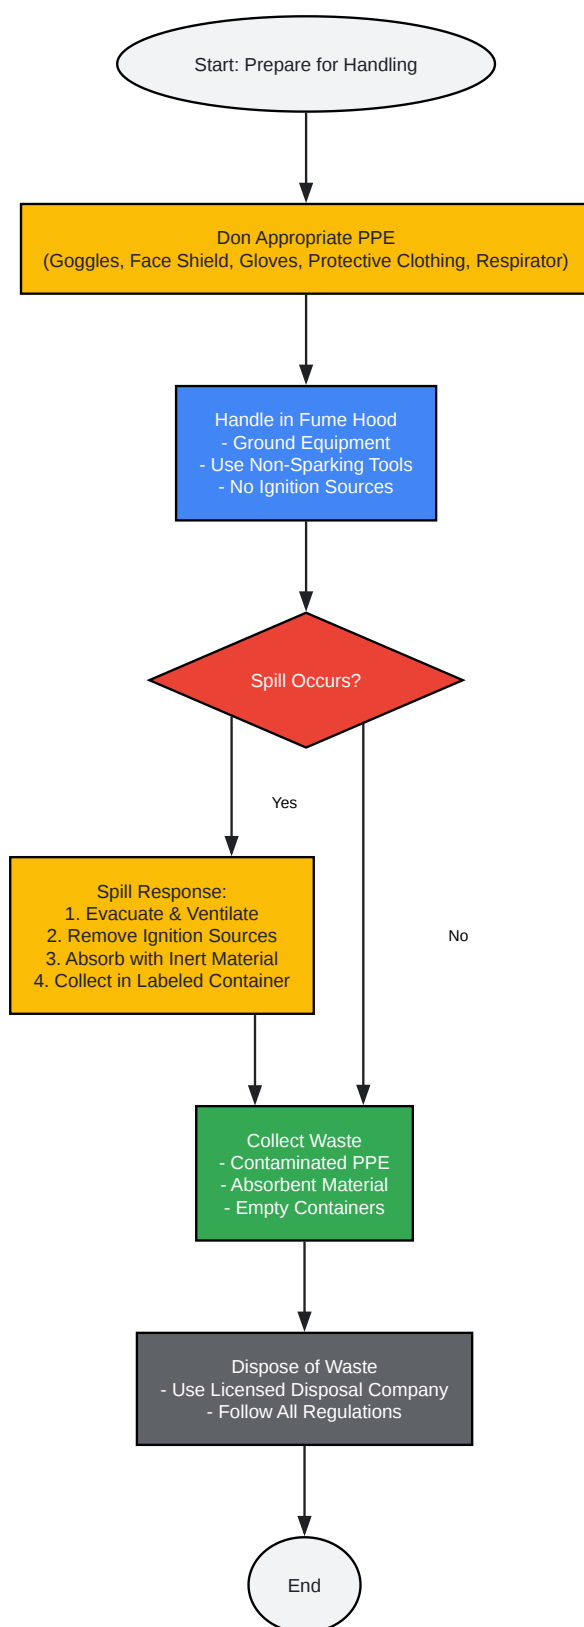 Start: Prepare for Handling
Don Appropriate PPE
(Goggles, Face Shield, Gloves, Protective Clothing, Respirator)
Handle in Fume Hood
- Ground Equipment
- Use Non-Sparking Tools
- No Ignition Sources
Spill Occurs?
Yes
Spill Response:
1. Evacuate & Ventilate
2. Remove Ignition Sources
3. Absorb with Inert Material
4. Collect in Labeled Container
No
Collect Waste
- Contaminated PPE
- Absorbent Material
- Empty Containers
Dispose of Waste
- Use Licensed Disposal Company
- Follow All Regulations
End